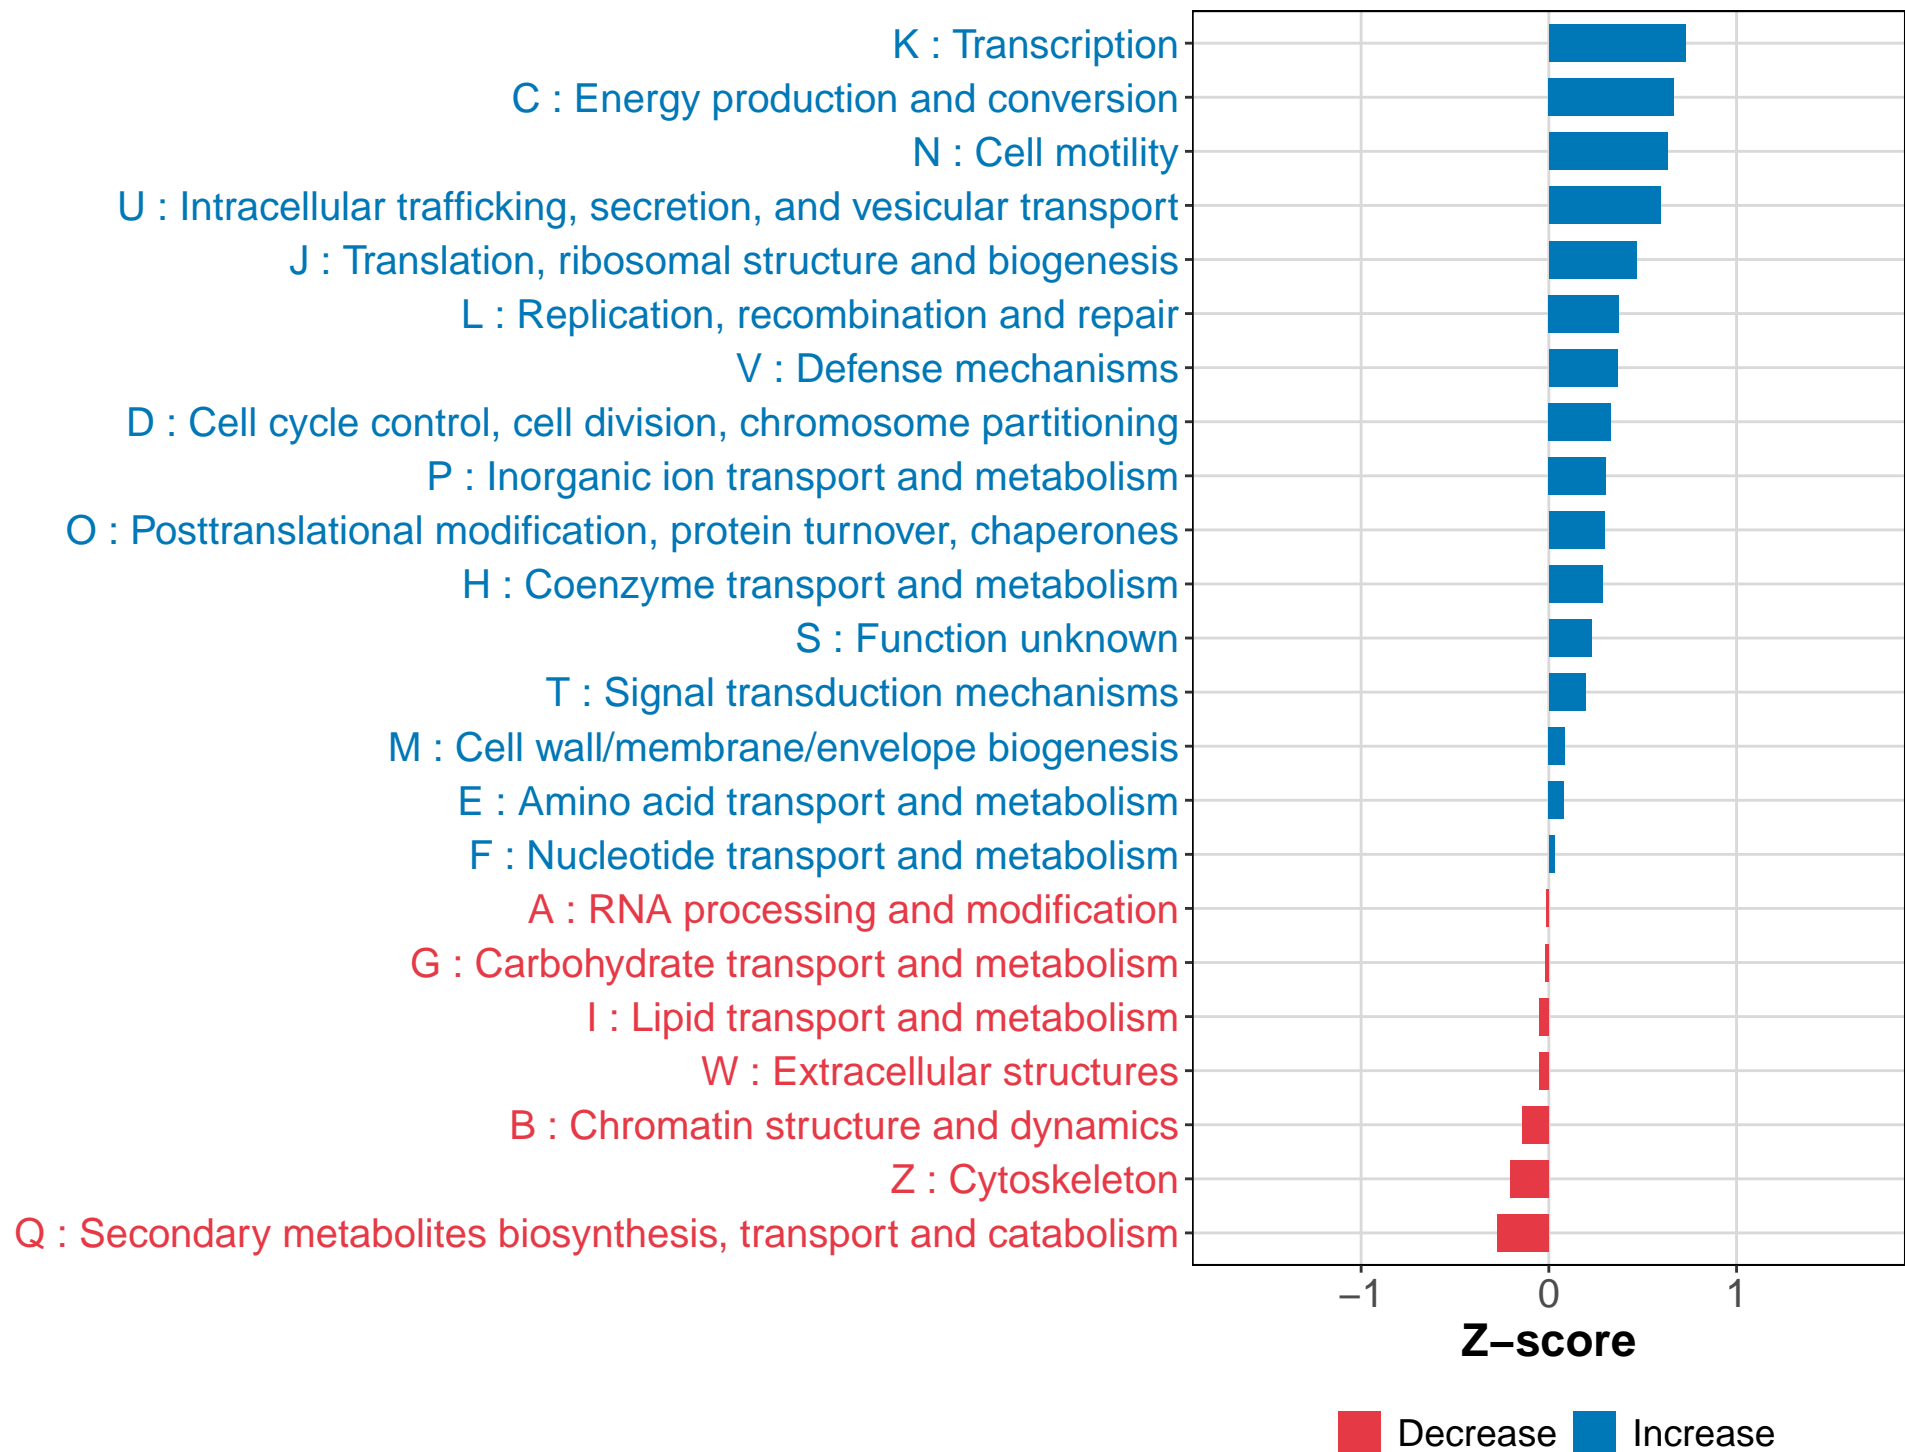 K : Transcription
C : Energy production and conversion
N : Cell motility
U : Intracellular trafficking, secretion, and vesicular transport
J : Translation, ribosomal structure and biogenesis
L : Replication, recombination and repair
V : Defense mechanisms
D : Cell cycle control, cell division, chromosome partitioning
P : Inorganic ion transport and metabolism
O : Posttranslational modification, protein turnover, chaperones
H : Coenzyme transport and metabolism
S : Function unknown
T : Signal transduction mechanisms
M : Cell wall/membrane/envelope biogenesis
E : Amino acid transport and metabolism
F : Nucleotide transport and metabolism
A : RNA processing and modification
G : Carbohydrate transport and metabolism
I : Lipid transport and metabolism
W : Extracellular structures
B : Chromatin structure and dynamics
Z : Cytoskeleton
Q : Secondary metabolites biosynthesis, transport and catabolism
−1 0 1
Z−score
Decrease Increase